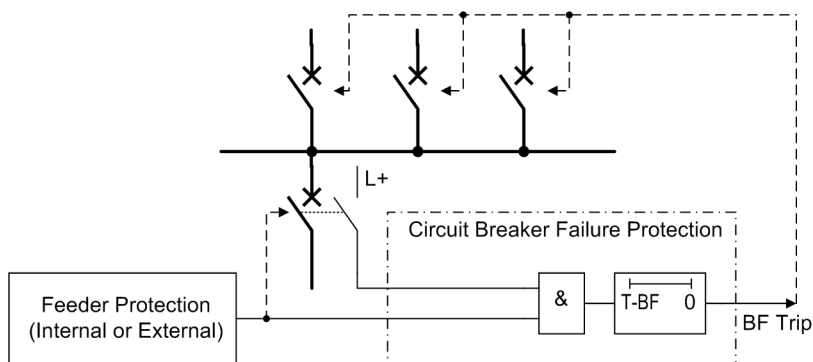 L+
Circuit Breaker Failure Protection
Feeder Protection
(Internal or External)
&
T-BF 0
BF Trip